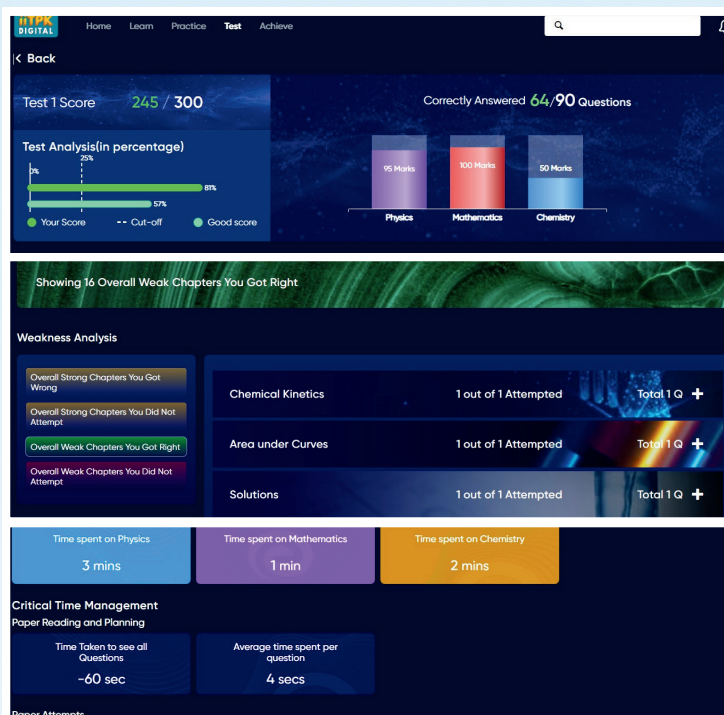 iiTPK
DIGITAL
Home Learn Practice Test Achieve
Back
Test 1 Score 245 / 300
Correctly Answered 64/90 Questions
Test Analysis(in percentage)
25%
0%
81%
57%
Your Score -- Cut-off Good score
95 Marks 100 Marks 50 Marks
Physics Mathematics Chemistry
Showing 16 Overall Weak Chapters You Got Right
Weakness Analysis
Overall Strong Chapters You Got
Wrong
Overall Strong Chapters You Did Not
Attempt
Overall Weak Chapters You Got Right
Overall Weak Chapters You Did Not
Attempt
Chemical Kinetics 1 out of 1 Attempted Total 1 Q +
Area under Curves 1 out of 1 Attempted Total 1 Q +
Solutions 1 out of 1 Attempted Total 1 Q +
Time spent on Physics
3 mins
Time spent on Mathematics
1 min
Time spent on Chemistry
2 mins
Critical Time Management
Paper Reading and Planning
Time Taken to see all
Questions
-60 sec
Average time spent per
question
4 secs
Paper Attempts